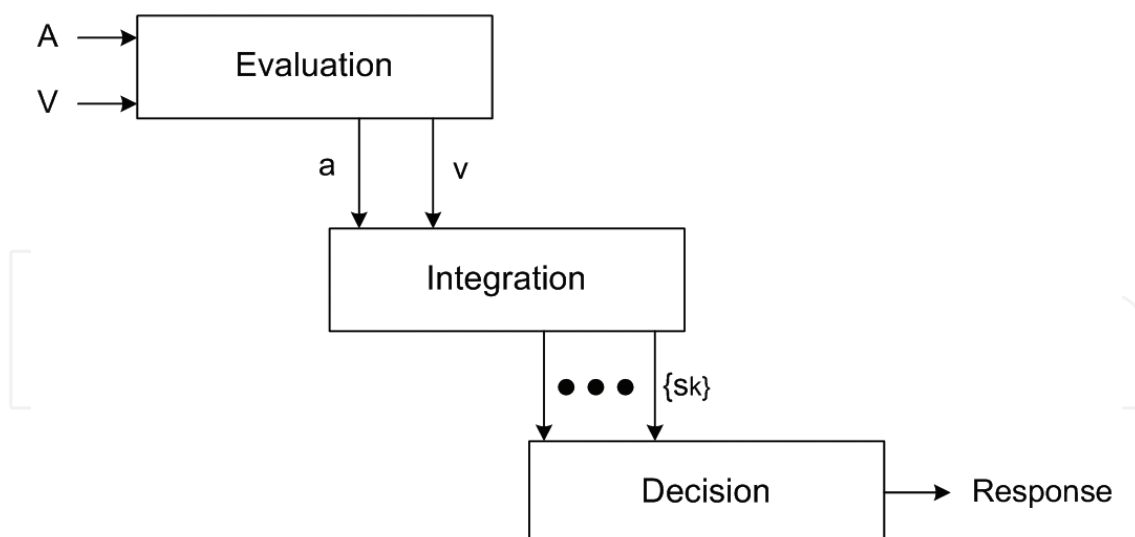 A
Evaluation
V
a
v
Integration
{sk}
Decision
Response